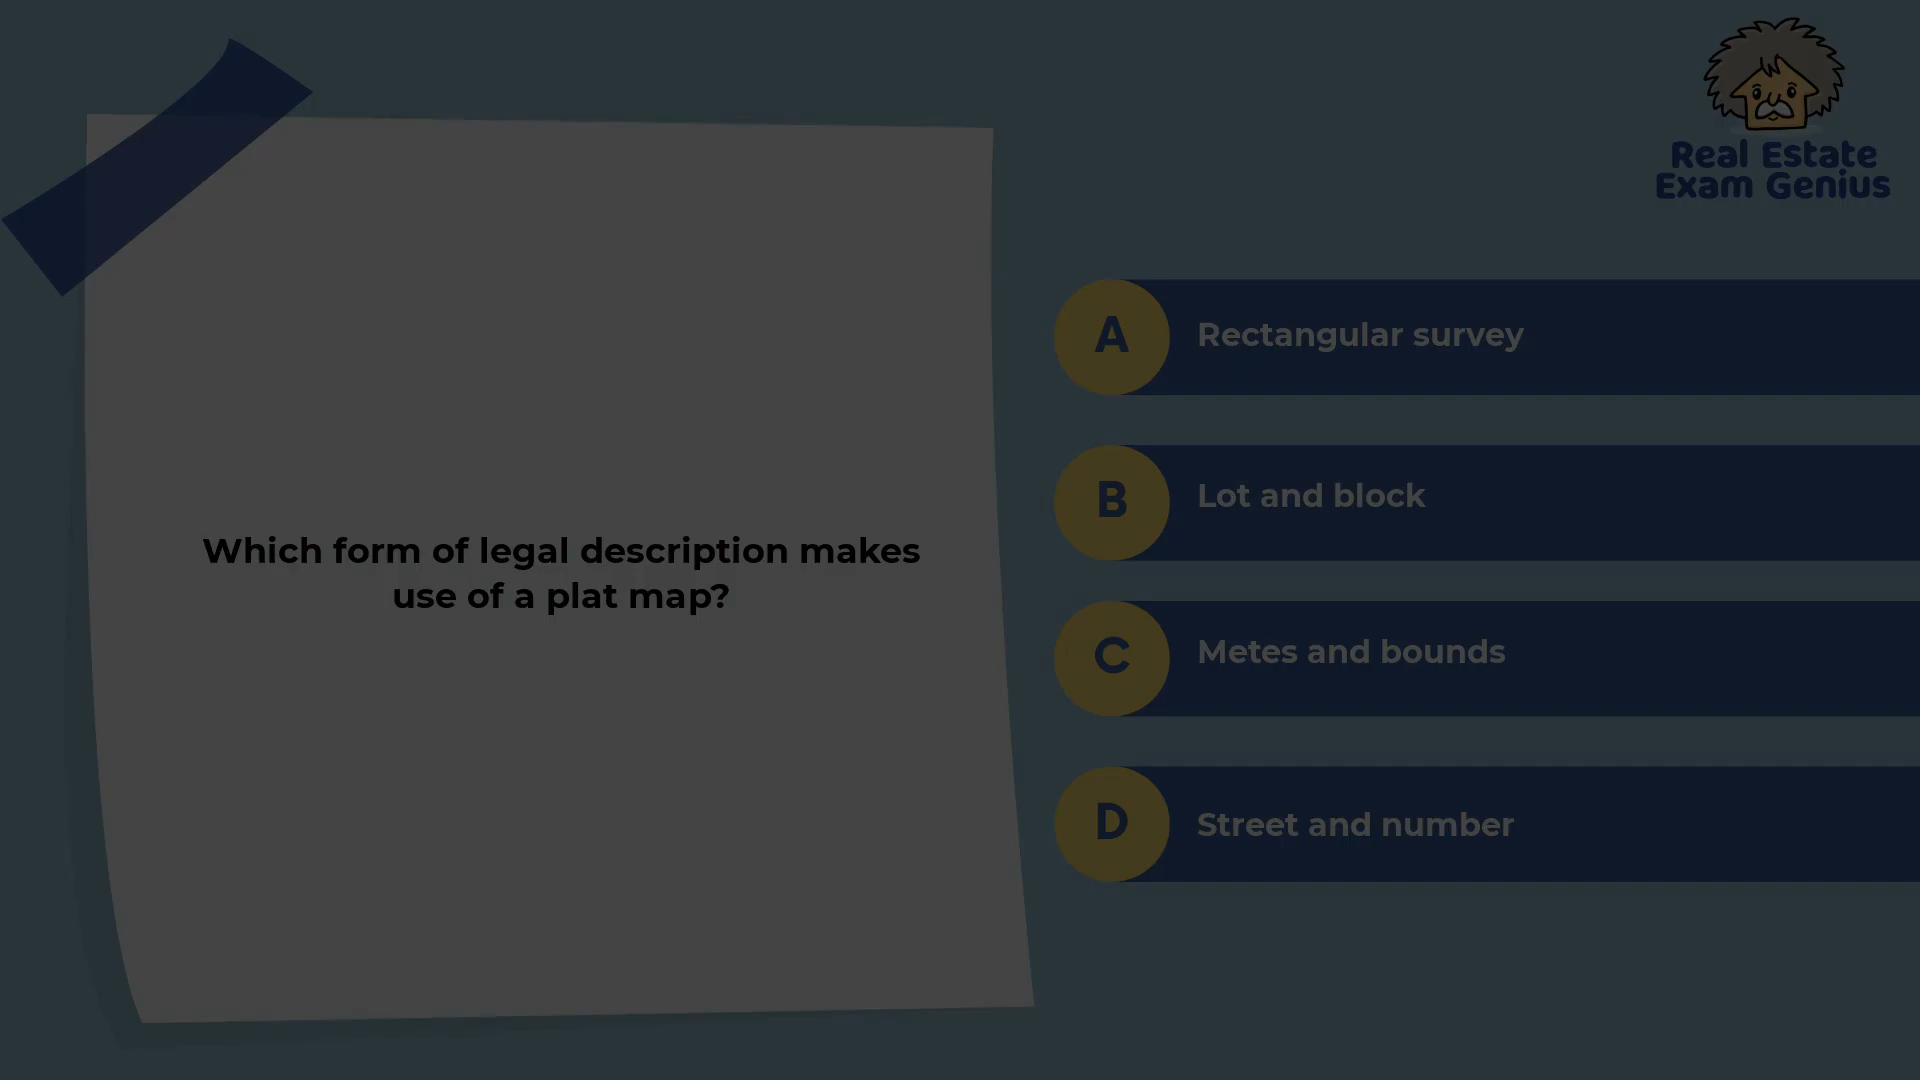 Real Estate
Exam Genius
Which form of legal description makes
use of a plat map?
A
Rectangular survey
B
Lot and block
C
Metes and bounds
D
Street and number